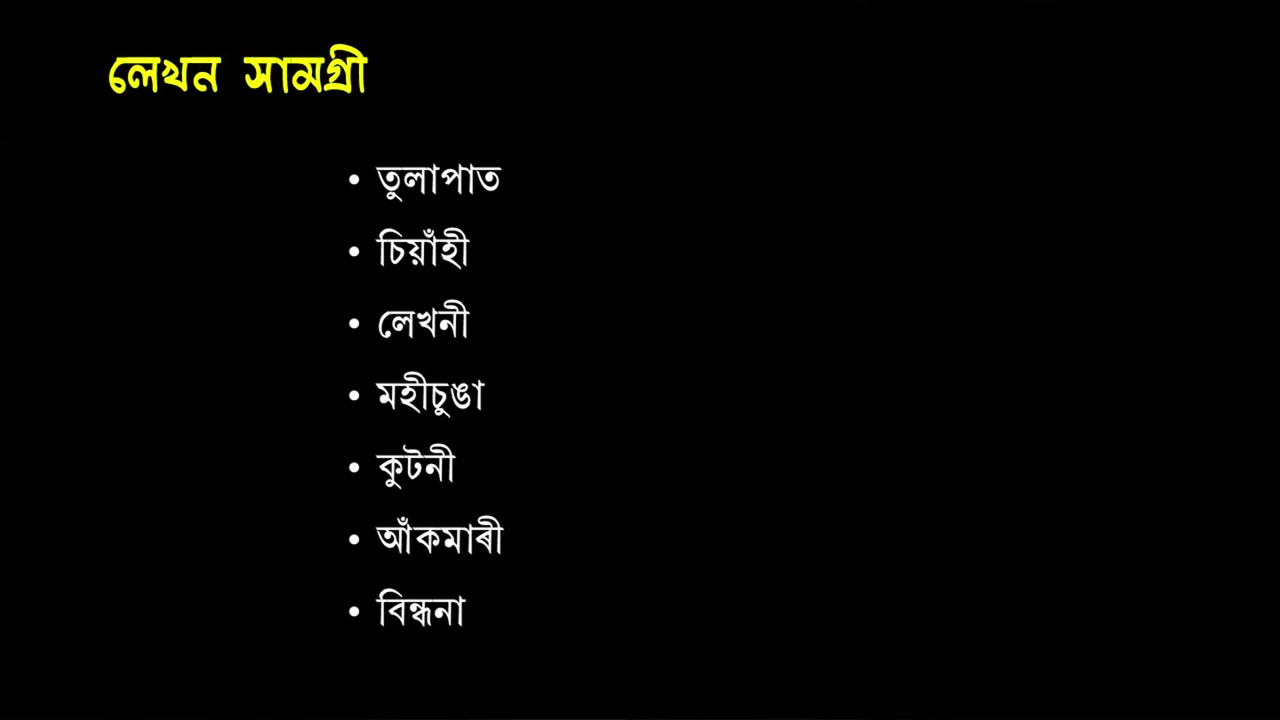 লেখন সামগ্ৰী
• তুলাপাত
• চিয়াঁহী
• লেখনী
• মহীচুঙা
• কুটনী
• আঁকমাৰী
• বিন্ধনা